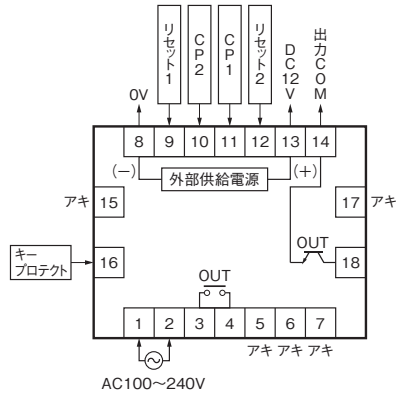 リセット1
CP2
CP1
リセット2
DC12V
出力COM
0V
8 9 10 11 12 13 14
(−) 外部供給電源 (+)
アキ 15
17 アキ
キープロテクト
16
OUT
18
OUT
1 2 3 4 5 6 7
アキ アキ アキ
AC100～240V